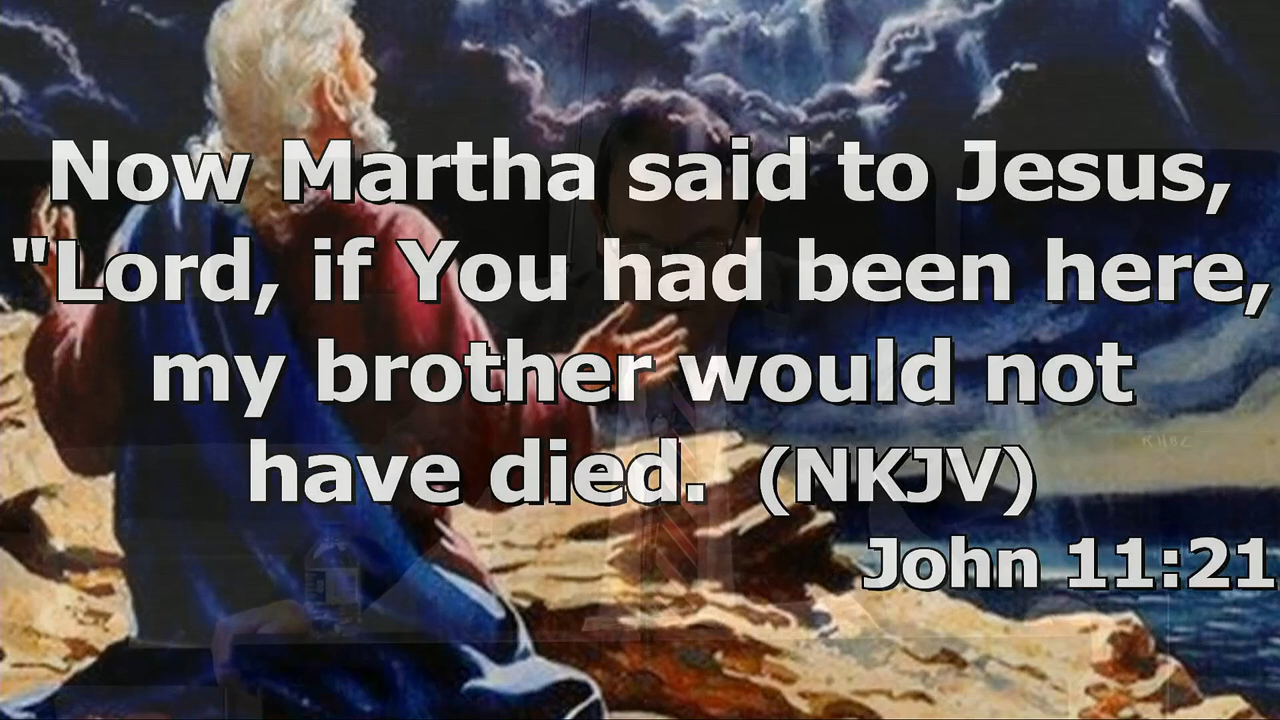 Now Martha said to Jesus,
"Lord, if You had been here,
my brother would not
have died.  (NKJV)
John 11:21